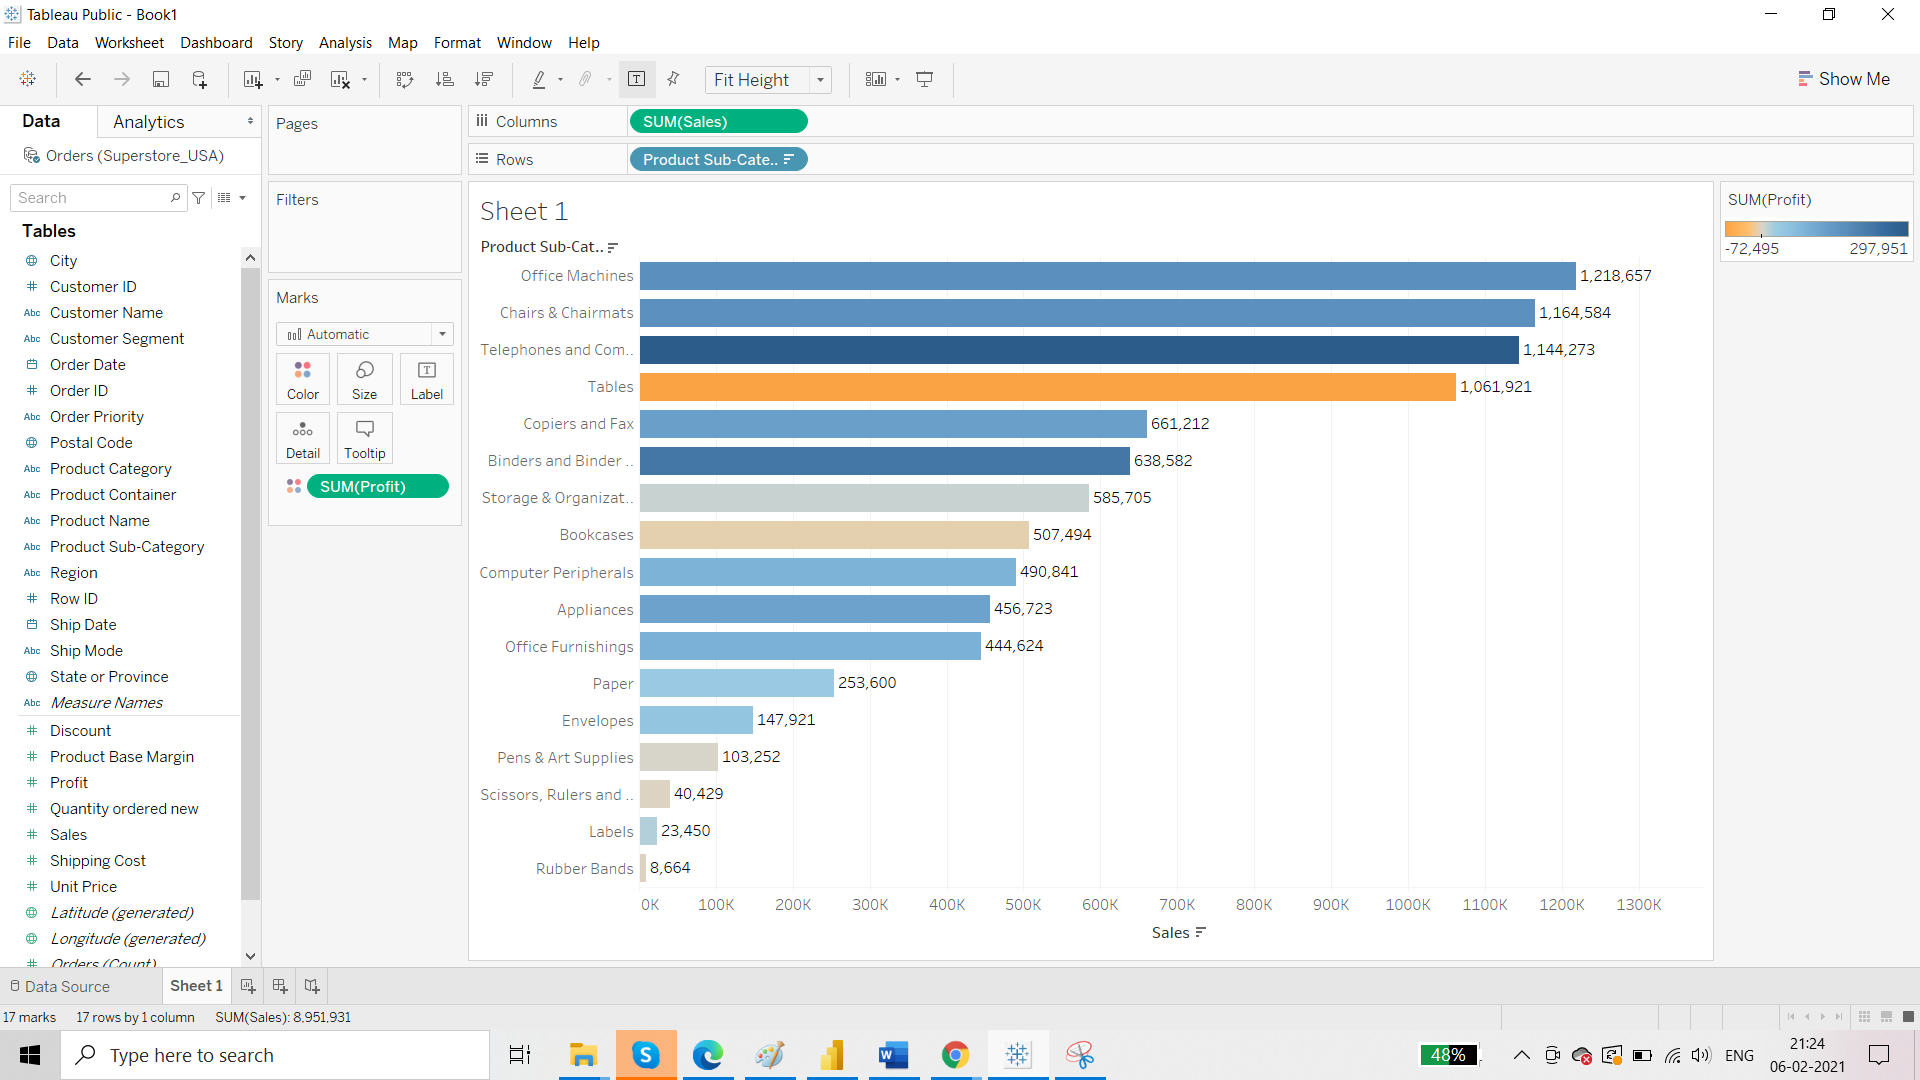 Tableau Public - Book1
File Data Worksheet Dashboard Story Analysis Map Format Window Help
Fit Height
Show Me
Data
Analytics
Orders (Superstore_USA)
Search
Tables
City
# Customer ID
Abc Customer Name
Abc Customer Segment
Order Date
# Order ID
Abc Order Priority
Postal Code
Abc Product Category
Abc Product Container
Abc Product Name
Abc Product Sub-Category
Abc Region
# Row ID
Ship Date
Abc Ship Mode
State or Province
Abc Measure Names
# Discount
# Product Base Margin
# Profit
# Quantity ordered new
# Sales
# Shipping Cost
# Unit Price
Latitude (generated)
Longitude (generated)
# Orders (Count)
Pages
Filters
Marks
Automatic
Color Size Label
Detail Tooltip
SUM(Profit)
Columns SUM(Sales)
Rows Product Sub-Cate..
Sheet 1
Product Sub-Cat..
Office Machines 1,218,657
Chairs & Chairmats 1,164,584
Telephones and Com.. 1,144,273
Tables 1,061,921
Copiers and Fax 661,212
Binders and Binder .. 638,582
Storage & Organizat.. 585,705
Bookcases 507,494
Computer Peripherals 490,841
Appliances 456,723
Office Furnishings 444,624
Paper 253,600
Envelopes 147,921
Pens & Art Supplies 103,252
Scissors, Rulers and .. 40,429
Labels 23,450
Rubber Bands 8,664
0K 100K 200K 300K 400K 500K 600K 700K 800K 900K 1000K 1100K 1200K 1300K
Sales
SUM(Profit)
-72,495 297,951
Data Source
Sheet 1
17 marks 17 rows by 1 column SUM(Sales): 8,951,931
Type here to search
48%
ENG
21:24
06-02-2021